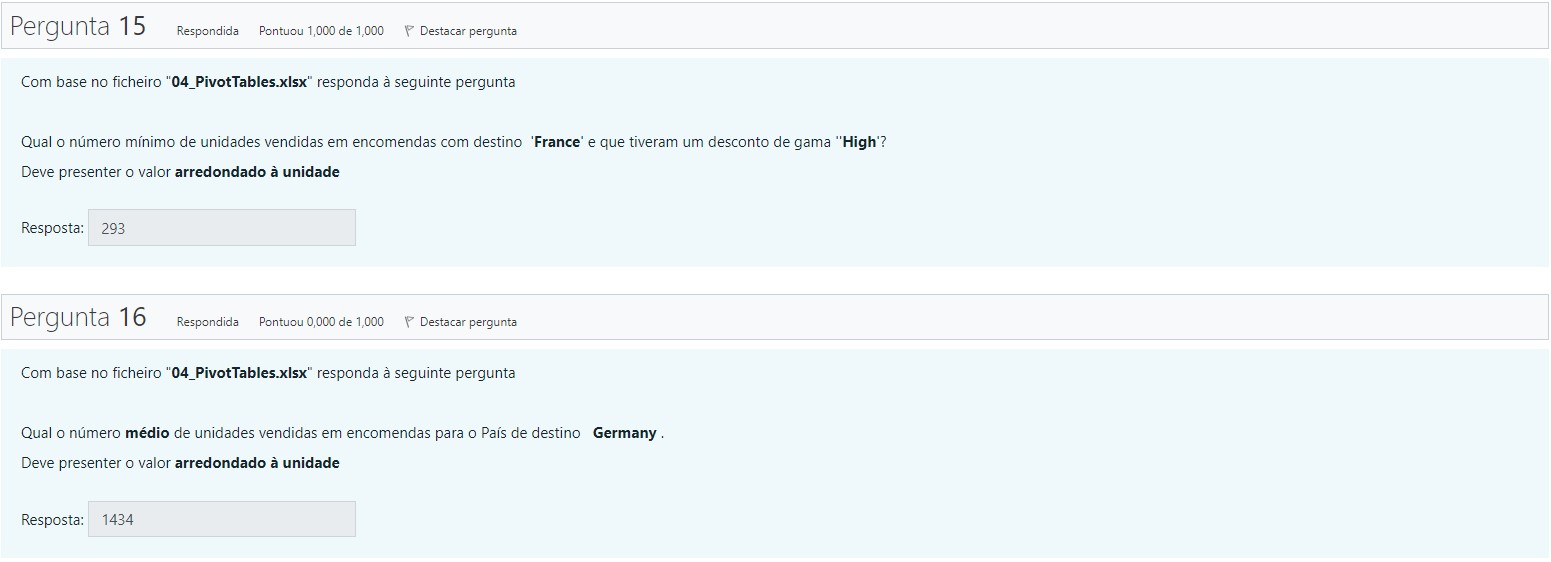 Pergunta 15 Respondida Pontuou 1,000 de 1,000 Destacar pergunta
Com base no ficheiro "04_PivotTables.xlsx" responda à seguinte pergunta
Qual o número mínimo de unidades vendidas em encomendas com destino 'France' e que tiveram um desconto de gama ''High'?
Deve presenter o valor arredondado à unidade
Resposta: 293
Pergunta 16 Respondida Pontuou 0,000 de 1,000 Destacar pergunta
Com base no ficheiro "04_PivotTables.xlsx" responda à seguinte pergunta
Qual o número médio de unidades vendidas em encomendas para o País de destino Germany .
Deve presenter o valor arredondado à unidade
Resposta: 1434